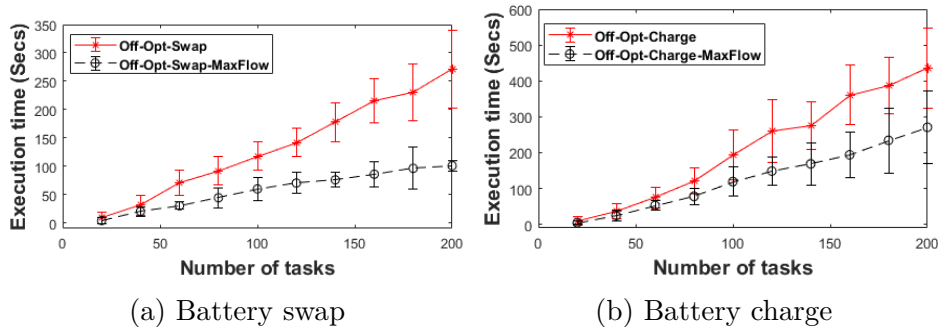 Execution time (Secs)
350
300
250
200
150
100
50
0
Off-Opt-Swap
Off-Opt-Swap-MaxFlow
0
50
100
150
200
Number of tasks
(a) Battery swap
Execution time (Secs)
600
500
400
300
200
100
0
Off-Opt-Charge
Off-Opt-Charge-MaxFlow
0
50
100
150
200
Number of tasks
(b) Battery charge